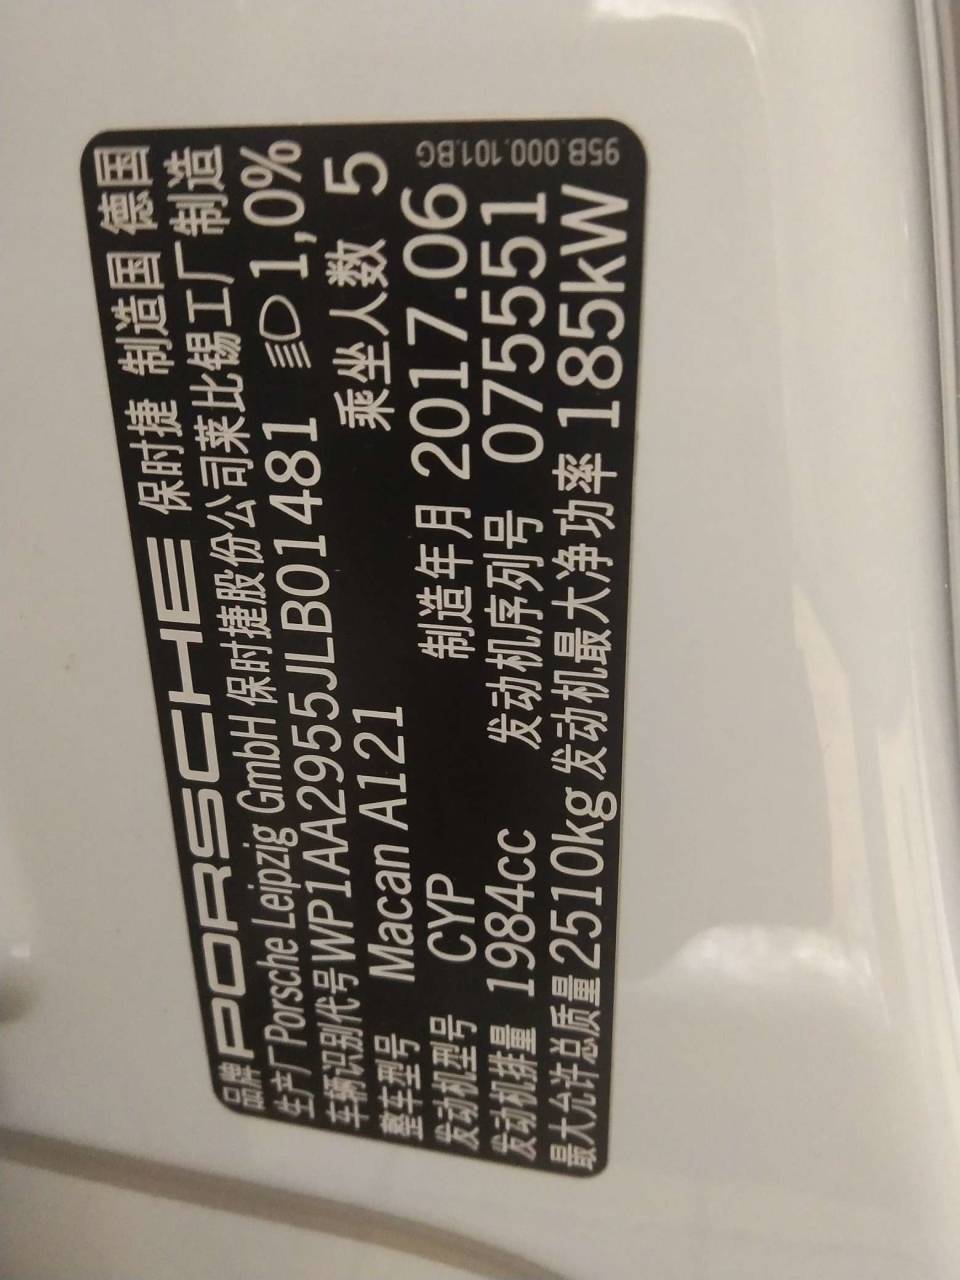 品牌 PORSCHE 保时捷 制造国 德国
生产厂 Porsche Leipzig GmbH 保时捷股份公司莱比锡工厂制造
车辆识别代号 WP1AA2955JLB01481 1,0%
整车型号 Macan A121 乘坐人数 5
发动机型号 CYP 制造年月 2017.06
发动机排量 1984cc 发动机序列号 075551
最大允许总质量 2510kg 发动机最大净功率 185kW
95B.000.101.BG